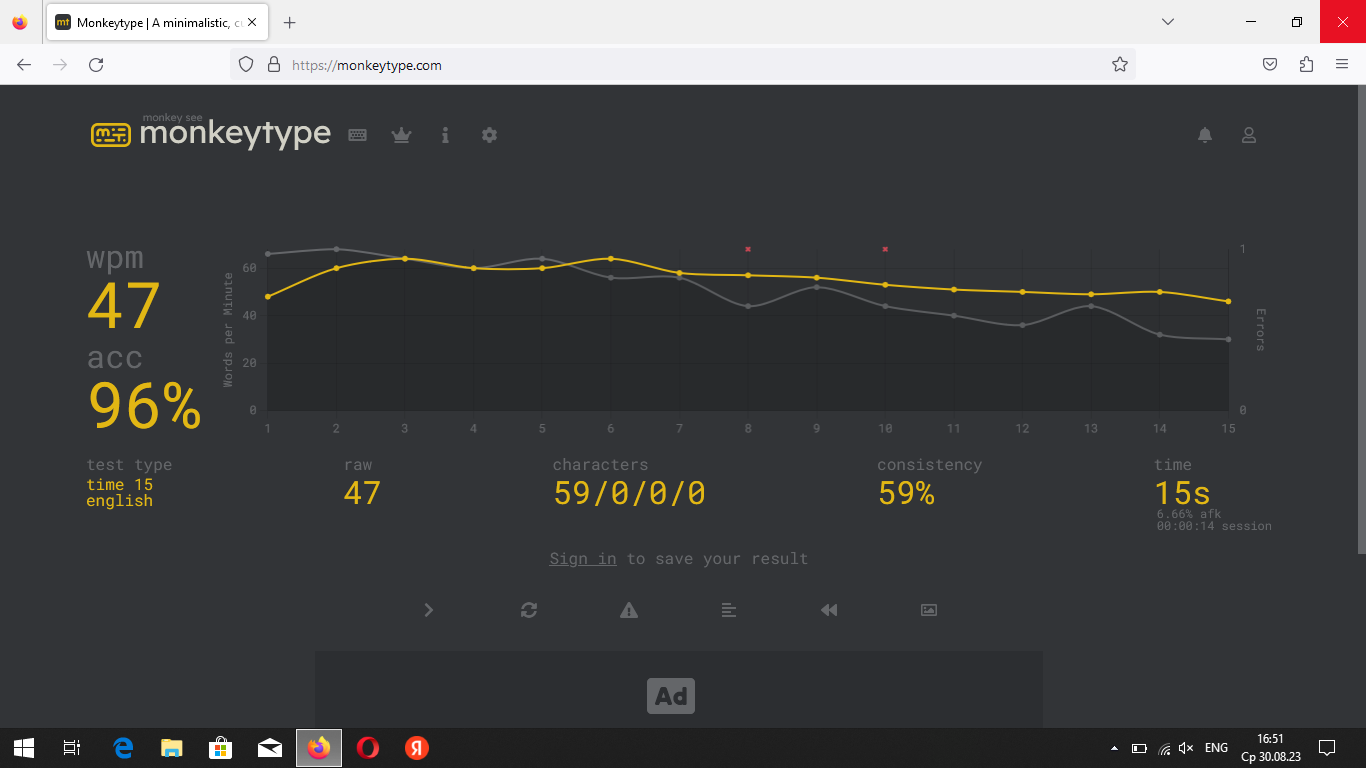 Monkeytype | A minimalistic, c
https://monkeytype.com
monkey see
monkeytype
wpm
47
acc
96%
Words per Minute
60
40
20
0
1 2 3 4 5 6 7 8 9 10 11 12 13 14 15
1
0
Errors
test type
time 15
english
raw
47
characters
59/0/0/0
consistency
59%
time
15s
6.66% afk
00:00:14 session
Sign in to save your result
Ad
ENG
16:51
Ср 30.08.23